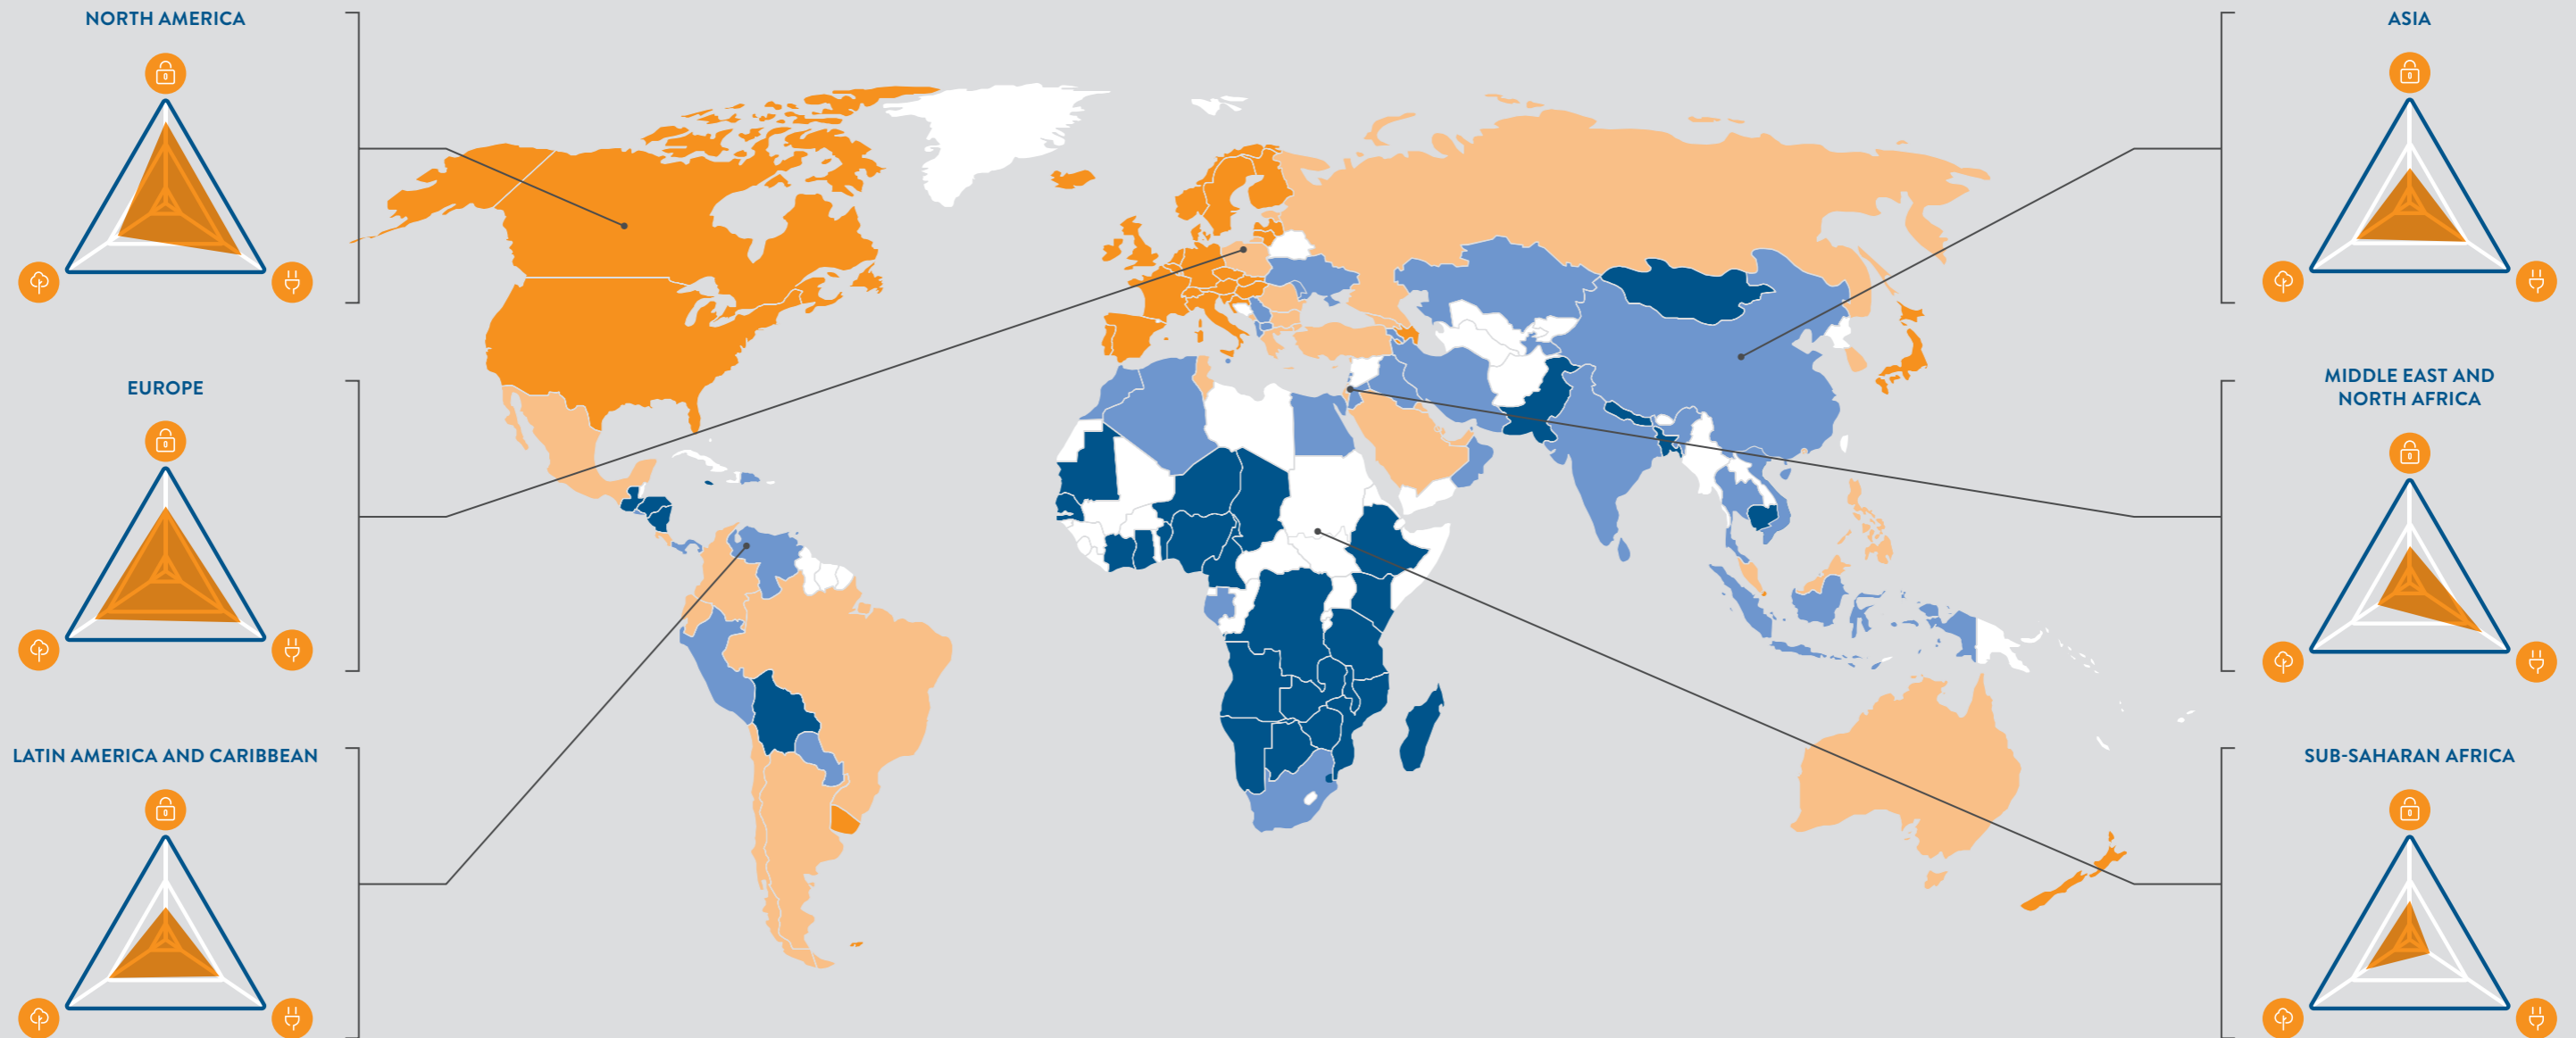 NORTH AMERICA
EUROPE
LATIN AMERICA AND CARIBBEAN
ASIA
MIDDLE EAST AND
NORTH AFRICA
SUB-SAHARAN AFRICA